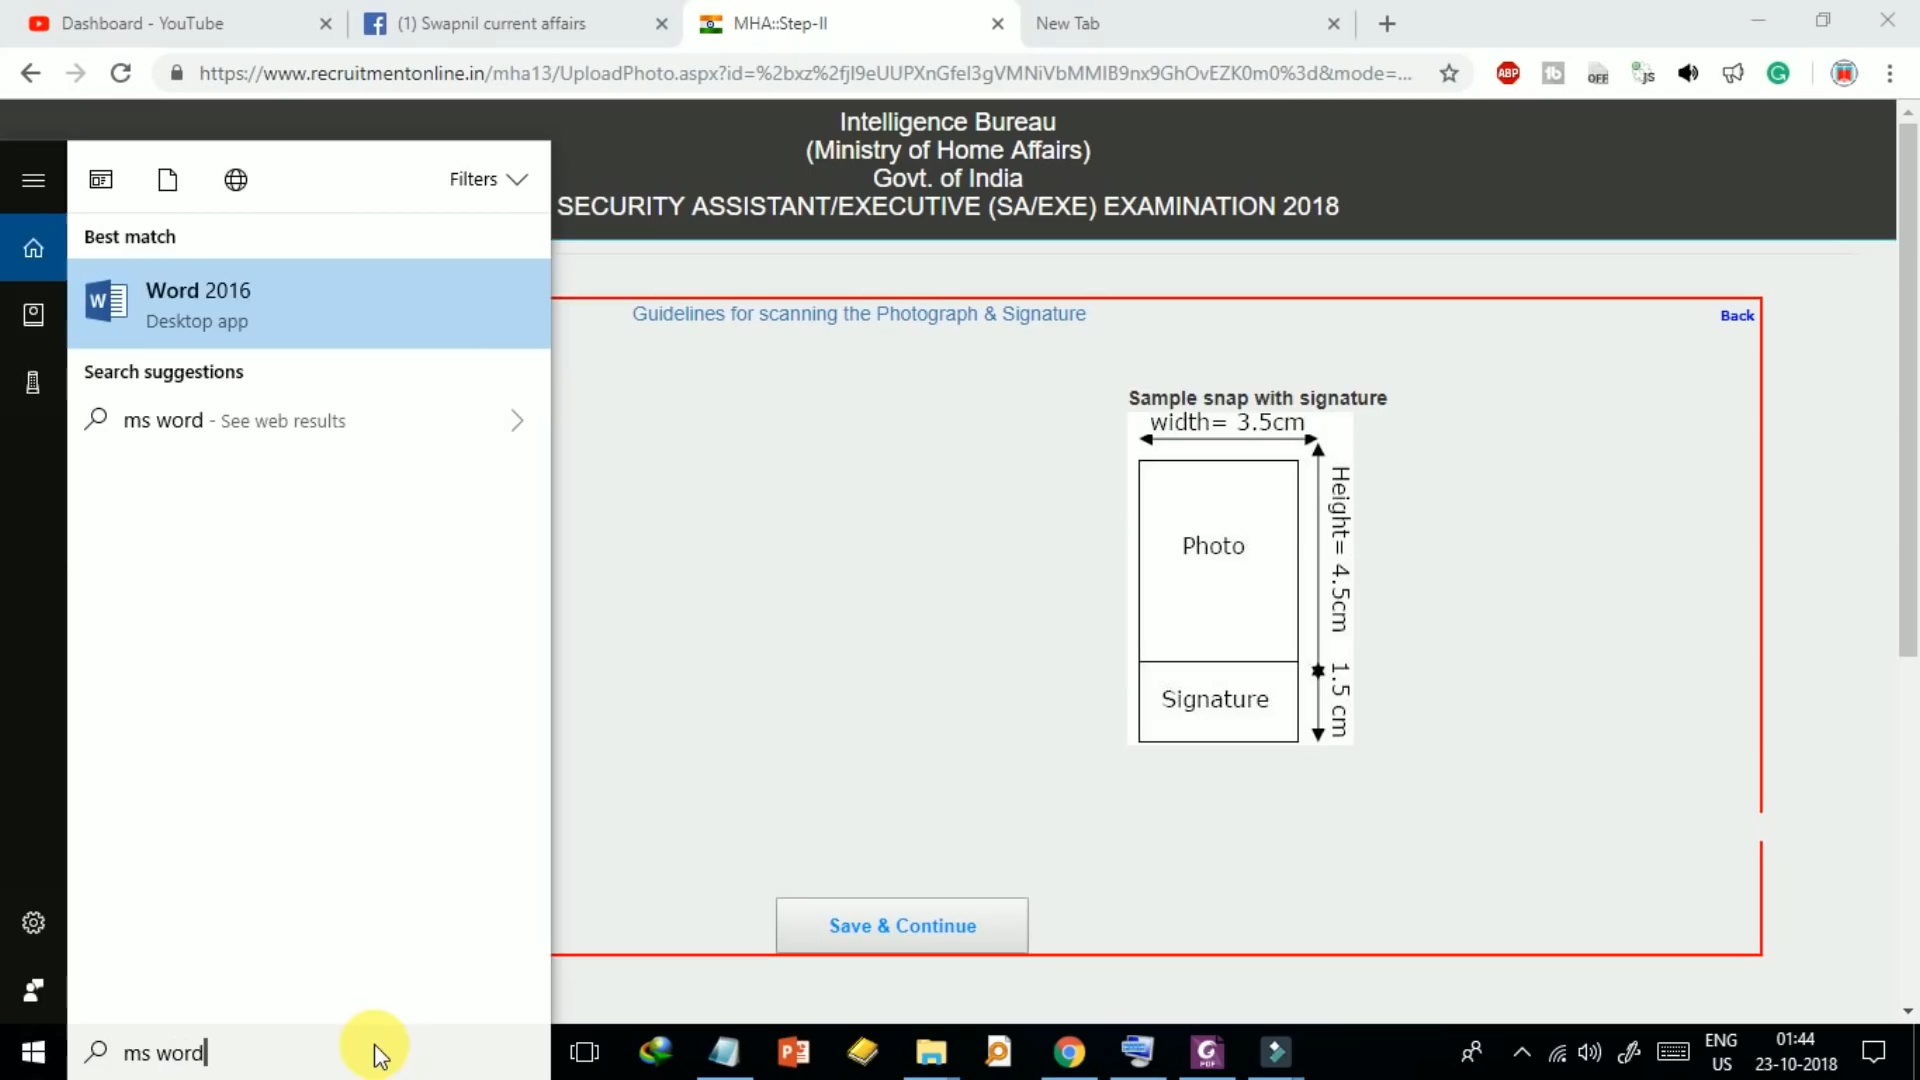 Dashboard - YouTube
(1) Swapnil current affairs
MHA::Step-II
New Tab
https://www.recruitmentonline.in/mha13/UploadPhoto.aspx?id=%2bxz%2fjI9eUUPXnGfeI3gVMNiVbMMIB9nx9GhOvEZK0m0%3d&mode=...
ABP
OFF
JS
Intelligence Bureau
(Ministry of Home Affairs)
Govt. of India
SECURITY ASSISTANT/EXECUTIVE (SA/EXE) EXAMINATION 2018
Filters
Best match
Word 2016
Desktop app
Search suggestions
ms word - See web results
Guidelines for scanning the Photograph & Signature
Back
Sample snap with signature
width= 3.5cm
Photo
Height= 4.5cm
Signature
1.5 cm
Save & Continue
ms word
ENG
US
01:44
23-10-2018